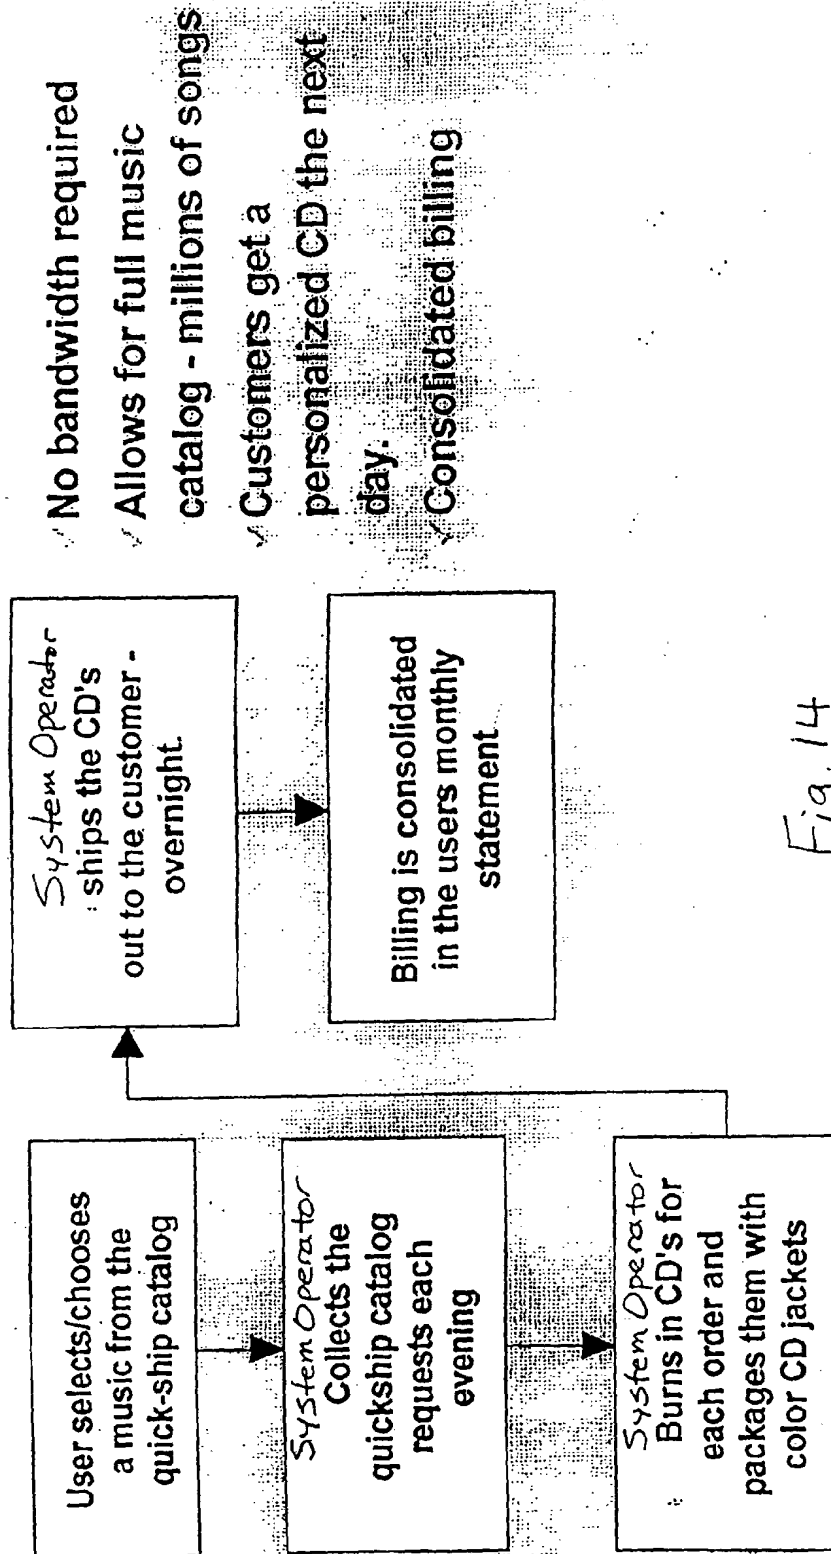 User selects/chooses
a music from the
quick-ship catalog
System Operator
Collects the
quickship catalog
requests each
evening
System Operator
Burns in CD's for
each order and
packages them with
color CD jackets
System Operator
ships the CD's
out to the customer -
overnight.
Billing is consolidated
in the users monthly
statement
✓ No bandwidth required
✓ Allows for full music
catalog - millions of songs
✓ Customers get a
personalized CD the next
day.
✓ Consolidated billing
Fig. 14